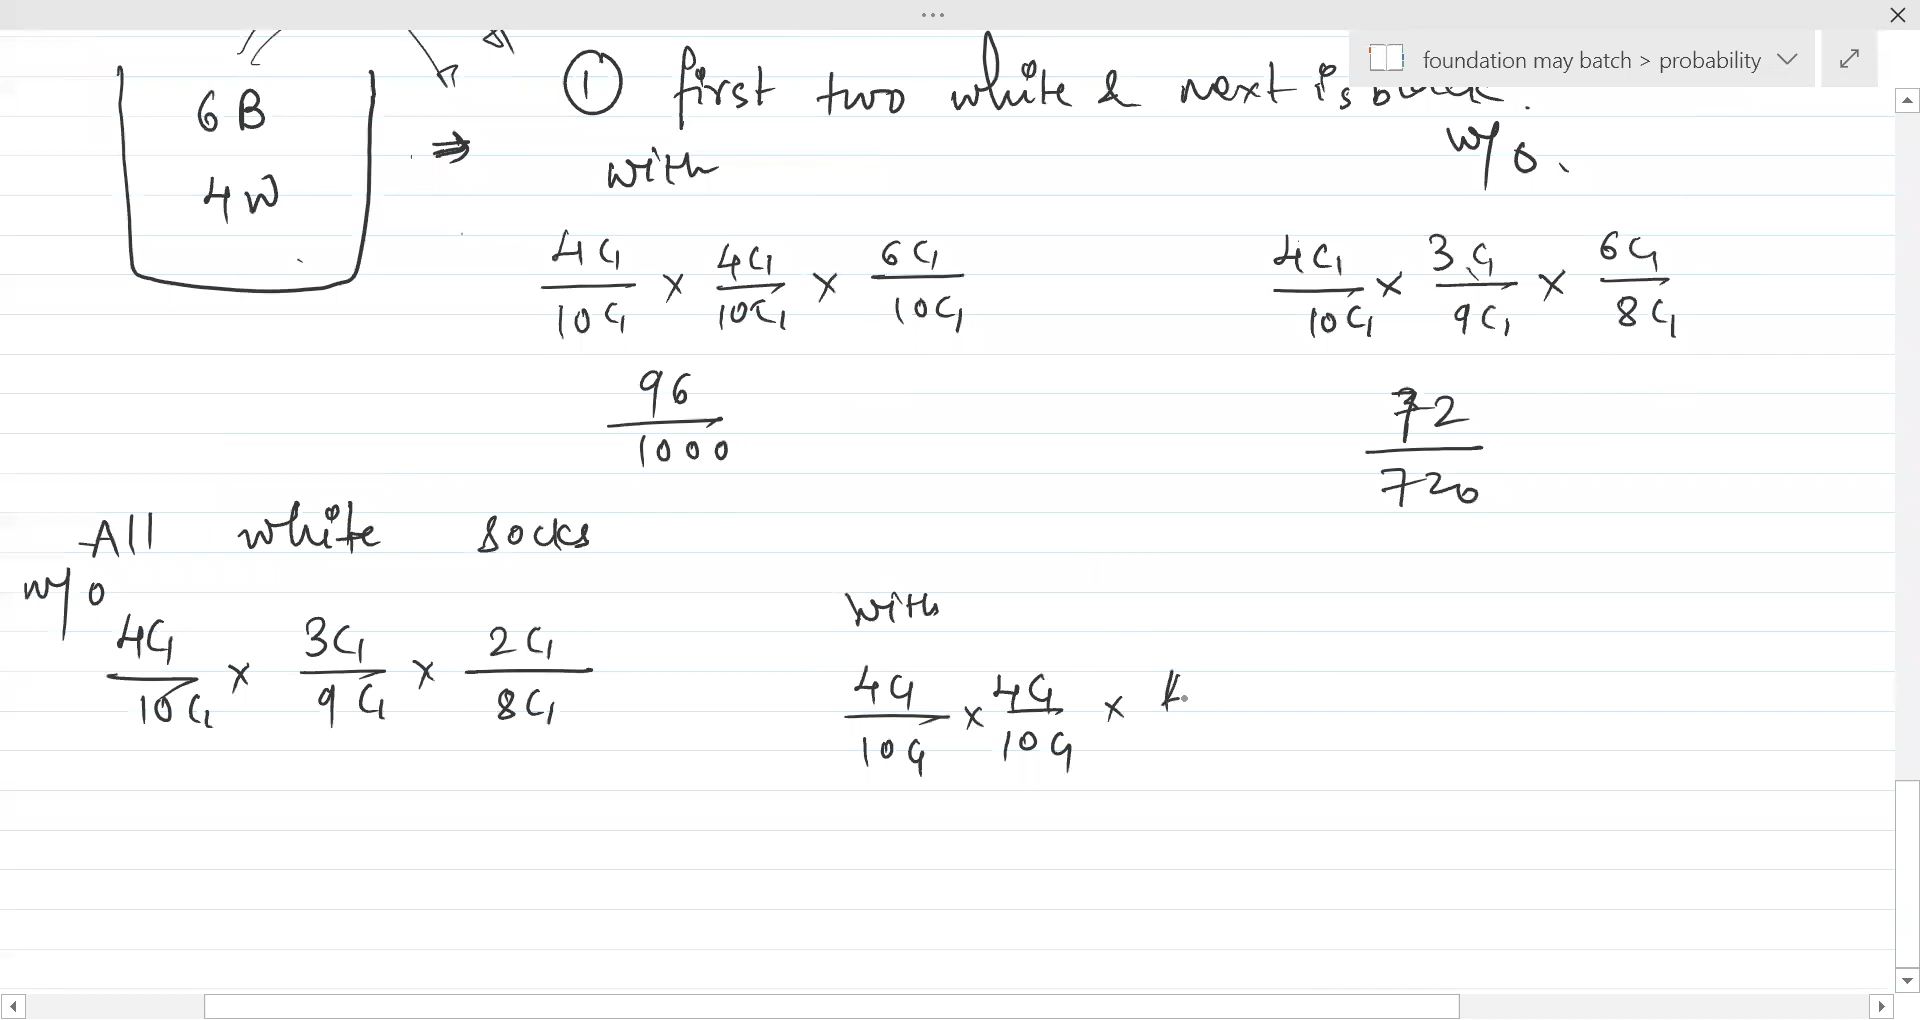 foundation may batch > probability
① first two white & next is black.
6 B
4 W
⇒
with
w/o.
4C1/10C1 × 4C1/10C1 × 6C1/10C1
4C1/10C1 × 3C1/9C1 × 6C1/8C1
96/1000
72/720
All white socks
w/o
4C1/10C1 × 3C1/9C1 × 2C1/8C1
with
4C1/10C1 × 4C1/10C1 ×